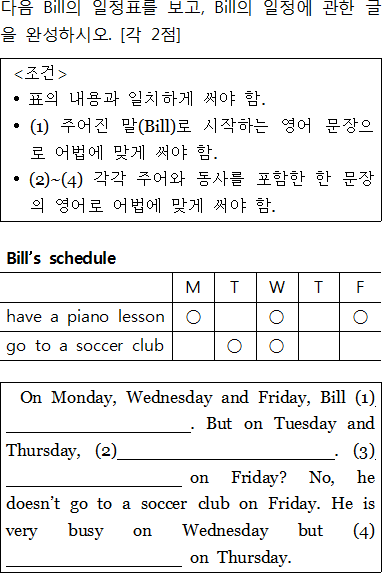 다음 Bill의 일정표를 보고, Bill의 일정에 관한 글
을 완성하시오. [각 2점]
<조건>
• 표의 내용과 일치하게 써야 함.
• (1) 주어진 말(Bill)로 시작하는 영어 문장으
로 어법에 맞게 써야 함.
• (2)~(4) 각각 주어와 동사를 포함한 한 문장
의 영어로 어법에 맞게 써야 함.
Bill's schedule
M T W T F
have a piano lesson ○ ○ ○
go to a soccer club ○ ○
On Monday, Wednesday and Friday, Bill (1)
____________________. But on Tuesday and
Thursday, (2)________________________. (3)
____________________ on Friday? No, he
doesn't go to a soccer club on Friday. He is
very busy on Wednesday but (4)
____________________ on Thursday.